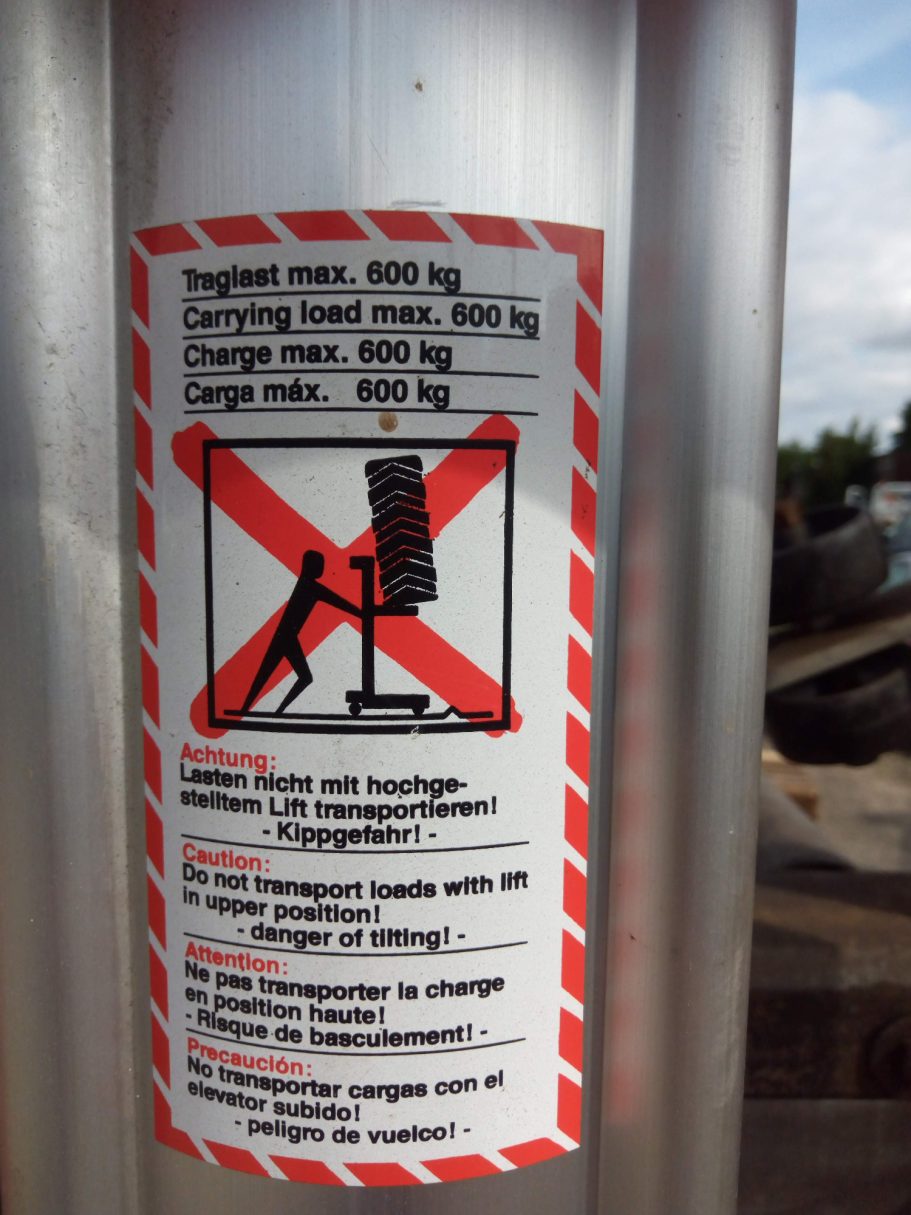 Traglast max. 600 kg
Carrying load max. 600 kg
Charge max. 600 kg
Carga máx. 600 kg
Achtung:
Lasten nicht mit hochge-
stelltem Lift transportieren!
- Kippgefahr! -
Caution:
Do not transport loads with lift
in upper position!
- danger of tilting! -
Attention:
Ne pas transporter la charge
en position haute!
- Risque de basculement! -
Precaución:
No transportar cargas con el
elevator subido!
- peligro de vuelco! -